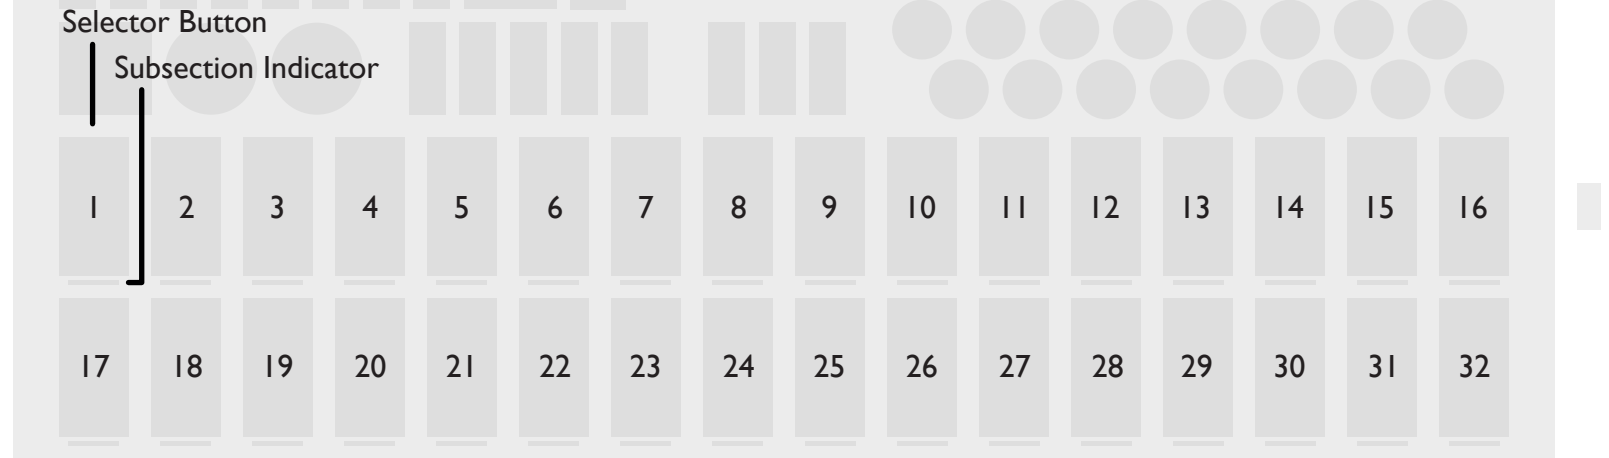 Selector Button
Subsection Indicator
1 2 3 4 5 6 7 8 9 10 11 12 13 14 15 16
17 18 19 20 21 22 23 24 25 26 27 28 29 30 31 32